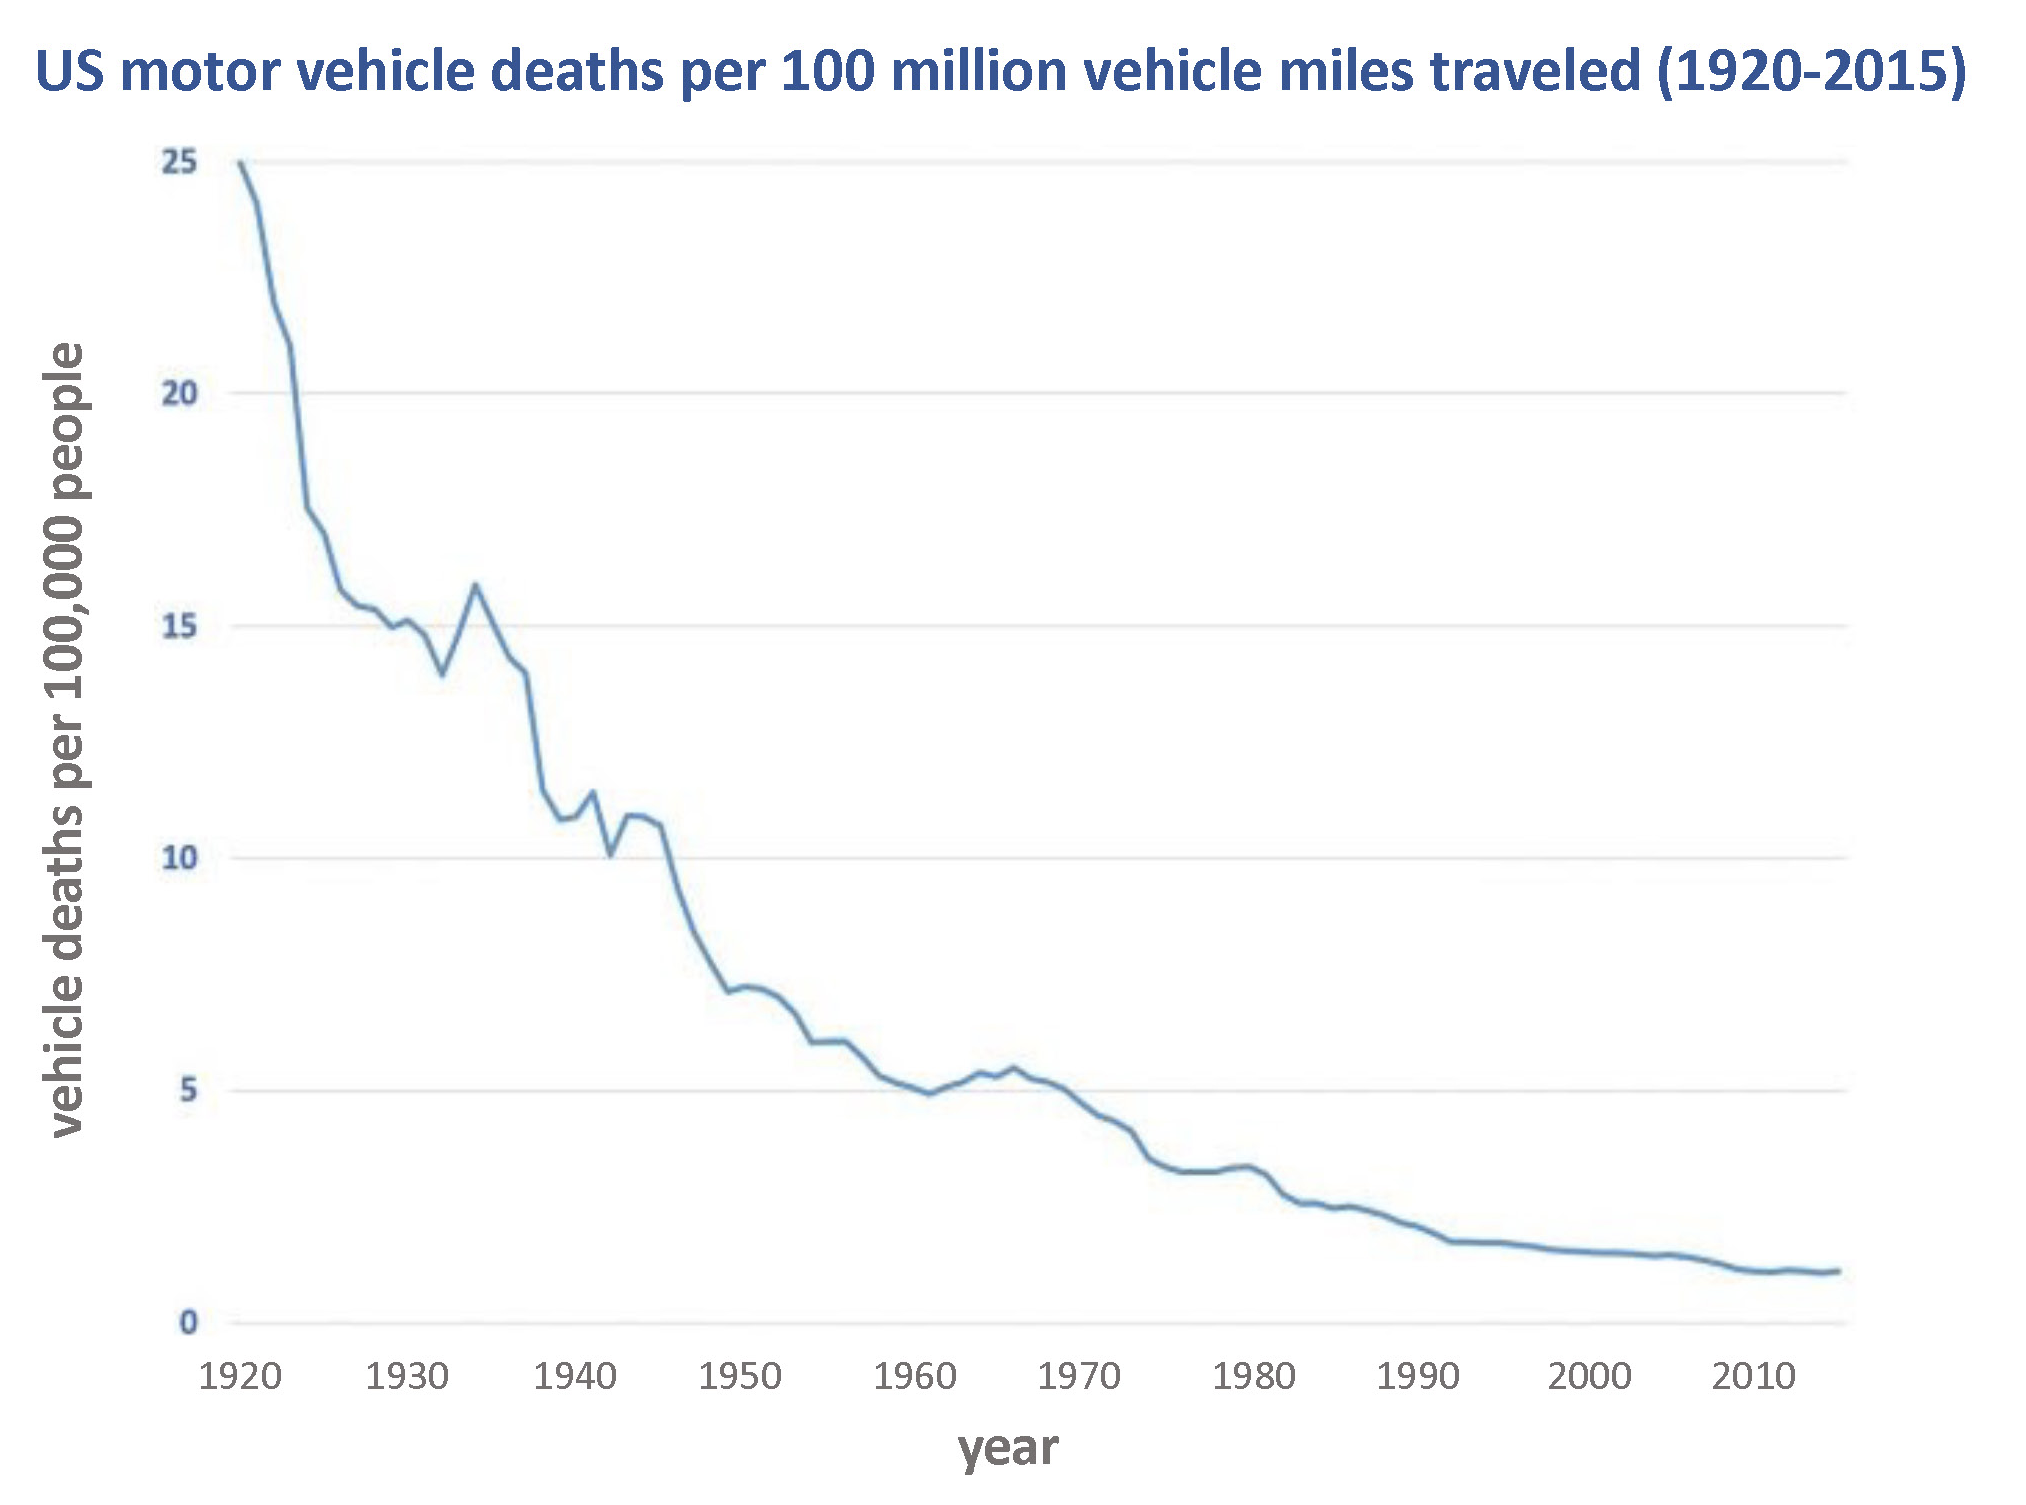 US motor vehicle deaths per 100 million vehicle miles traveled (1920-2015)
vehicle deaths per 100,000 people
25
20
15
10
5
0
1920 1930 1940 1950 1960 1970 1980 1990 2000 2010
year